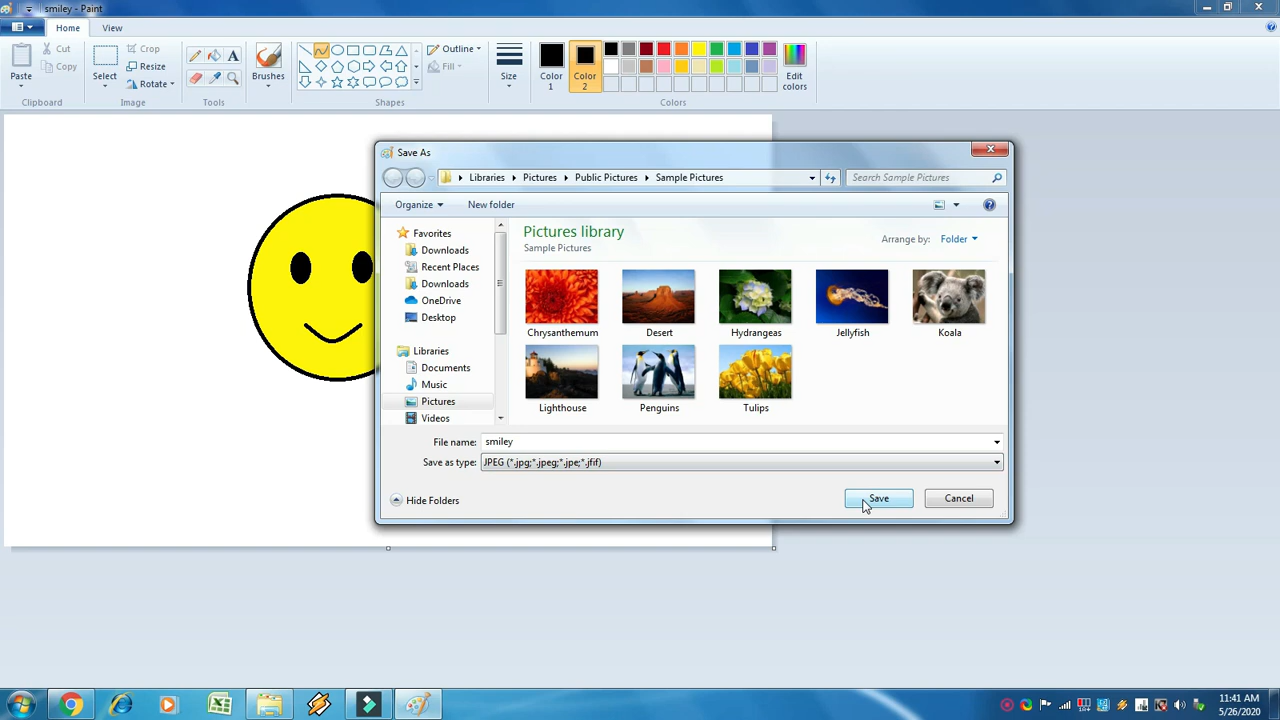 smiley - Paint
Home View
Paste Cut Copy Select Crop Resize Rotate Brushes Size Outline Fill Color 1 Color 2 Edit colors
Clipboard Image Tools Shapes Colors
Save As
Libraries Pictures Public Pictures Sample Pictures Search Sample Pictures
Organize New folder
Favorites
Downloads
Recent Places
Downloads
OneDrive
Desktop
Libraries
Documents
Music
Pictures
Videos
Pictures library
Sample Pictures
Arrange by: Folder
Chrysanthemum Desert Hydrangeas Jellyfish Koala
Lighthouse Penguins Tulips
File name: smiley
Save as type: JPEG (*.jpg;*.jpeg;*.jpe;*.jfif)
Hide Folders Save Cancel
11:41 AM
5/26/2020